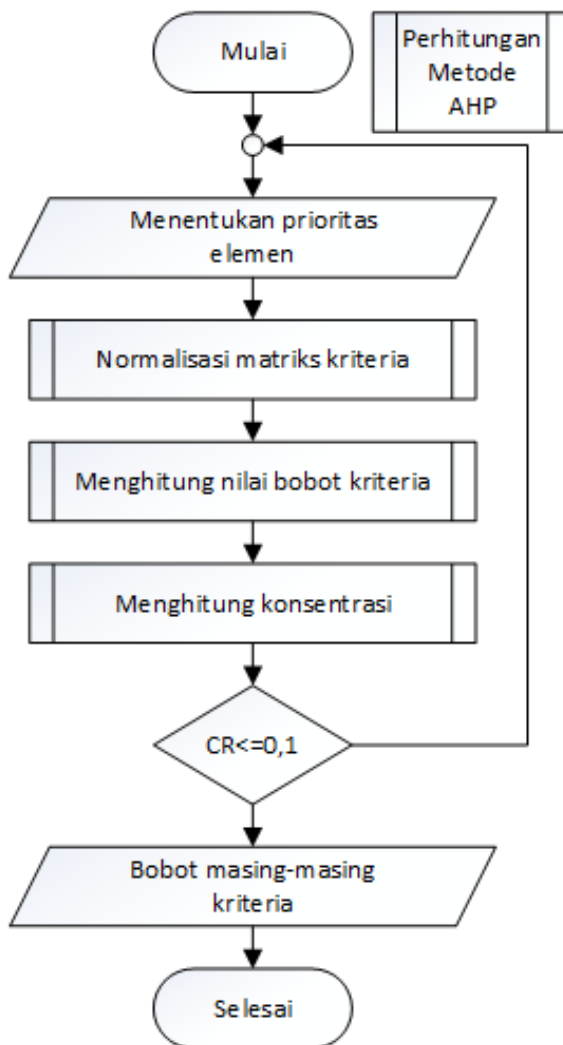 Mulai
Perhitungan
Metode
AHP
Menentukan prioritas
elemen
Normalisasi matriks kriteria
Menghitung nilai bobot kriteria
Menghitung konsentrasi
CR<=0,1
Bobot masing-masing
kriteria
Selesai